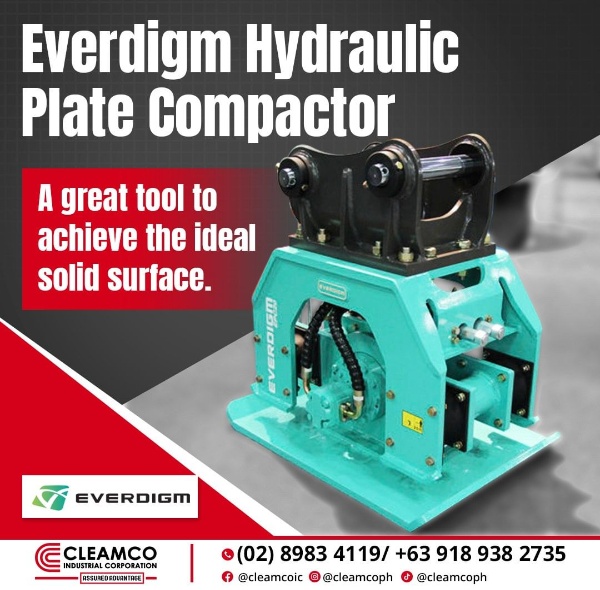 Everdigm Hydraulic
Plate Compactor
A great tool to
achieve the ideal
solid surface.
EVERDIGM
EVERDIGM
EVERDIGM
CLEAMCO
INDUSTRIAL CORPORATION
ASSURED ADVANTAGE
(02) 8983 4119/ +63 918 938 2735
@cleamcoic @cleamcoph @cleamcoph